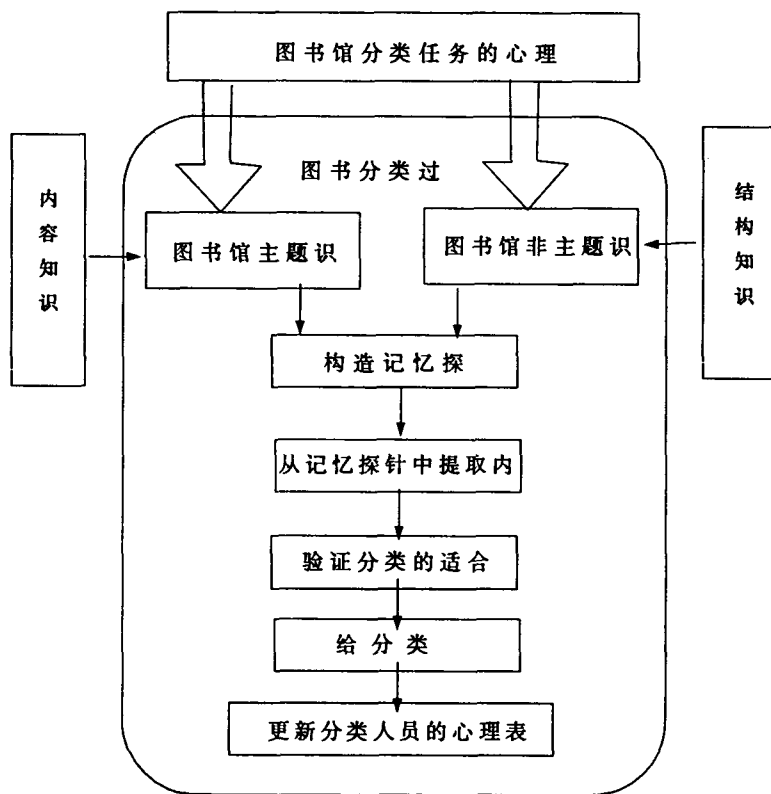 图书馆分类任务的心理
图书分类过
内容知识
结构知识
图书馆主题识
图书馆非主题识
构造记忆探
从记忆探针中提取内
验证分类的适合
给分类
更新分类人员的心理表